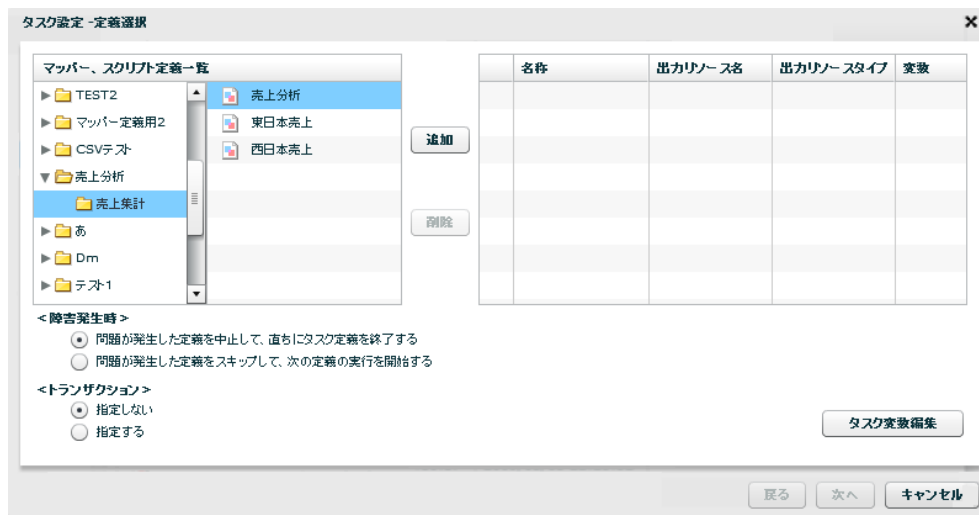 タスク設定 -定義選択
マッパー、スクリプト定義一覧
TEST2
マッパー定義用2
CSVテスト
売上分析
売上集計
あ
Dm
テスト1
売上分析
東日本売上
西日本売上
追加
削除
名称 出力リソース名 出力リソースタイプ 変数
<障害発生時>
問題が発生した定義を中止して、直ちにタスク定義を終了する
問題が発生した定義をスキップして、次の定義の実行を開始する
<トランザクション>
指定しない
指定する
タスク変数編集
戻る 次へ キャンセル